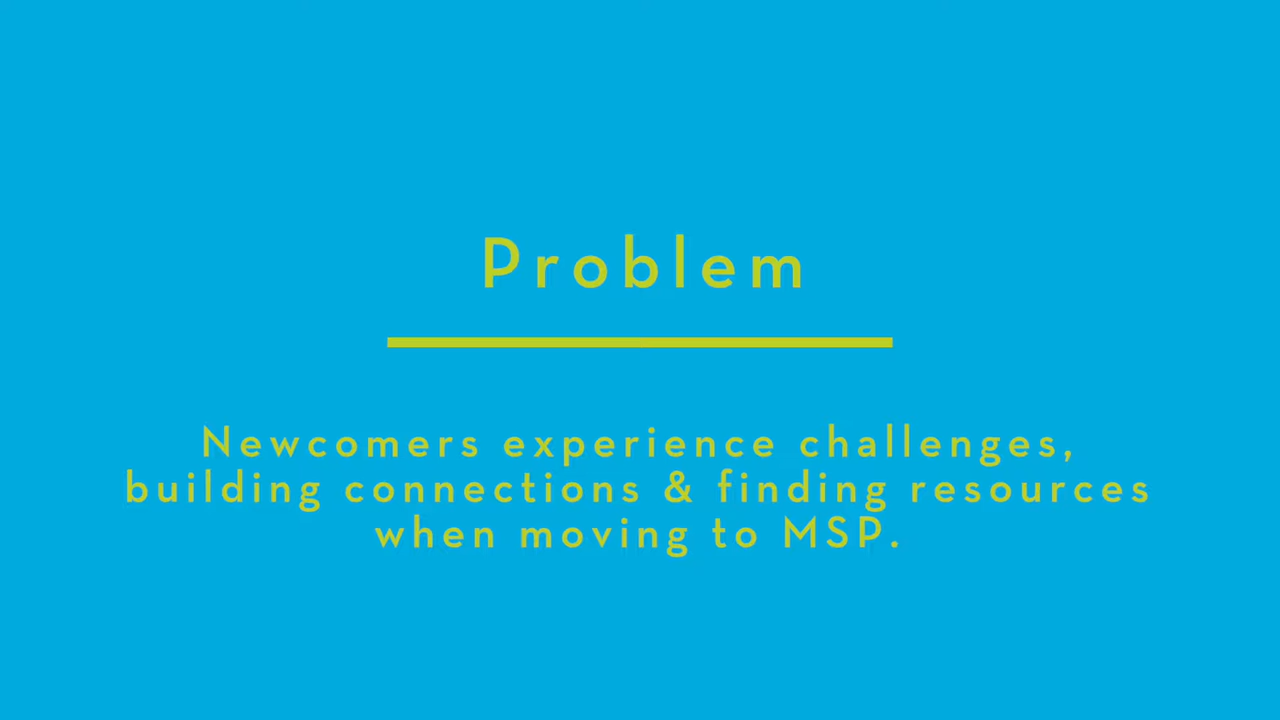 Problem
Newcomers experience challenges,
building connections & finding resources
when moving to MSP.